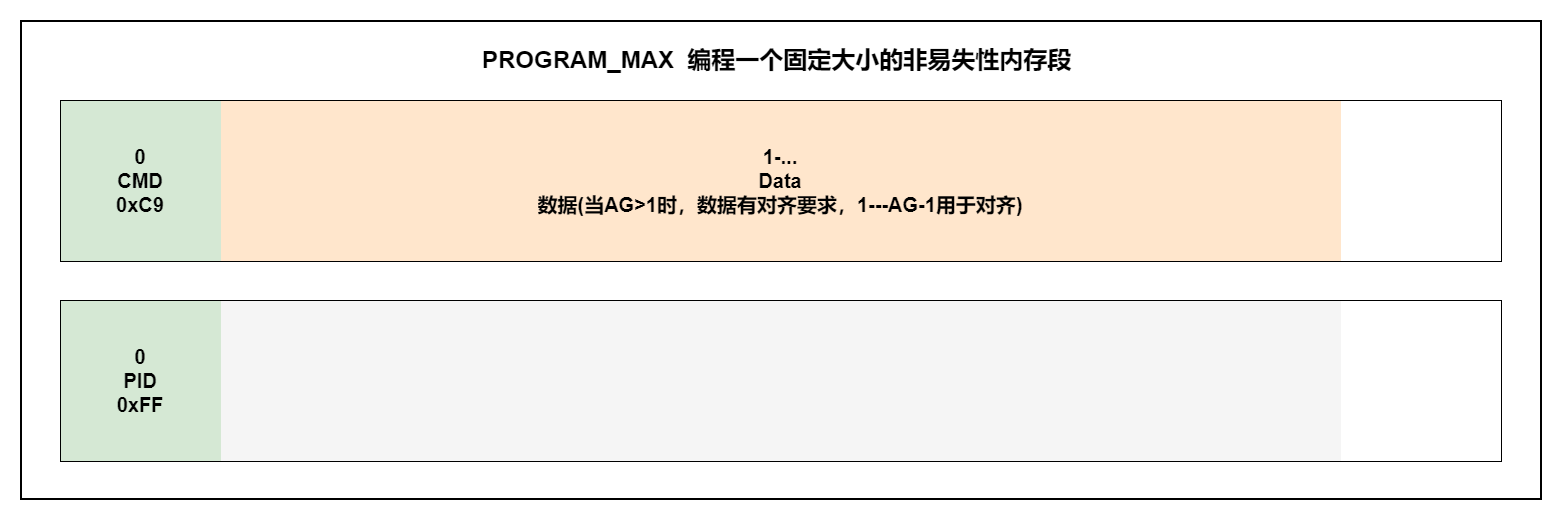 PROGRAM_MAX 编程一个固定大小的非易失性内存段
0
CMD
0xC9
1-...
Data
数据(当AG>1时，数据有对齐要求，1---AG-1用于对齐)
0
PID
0xFF